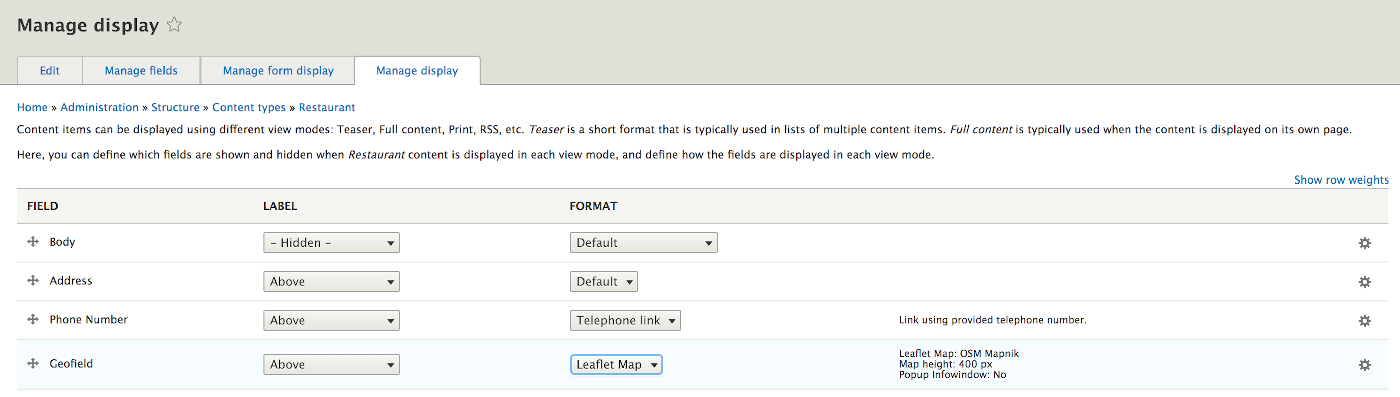 Manage display
Edit
Manage fields
Manage form display
Manage display
Home » Administration » Structure » Content types » Restaurant
Content items can be displayed using different view modes: Teaser, Full content, Print, RSS, etc. Teaser is a short format that is typically used in lists of multiple content items. Full content is typically used when the content is displayed on its own page.
Here, you can define which fields are shown and hidden when Restaurant content is displayed in each view mode, and define how the fields are displayed in each view mode.
Show row weights
FIELD LABEL FORMAT
Body - Hidden - Default
Address Above Default
Phone Number Above Telephone link Link using provided telephone number.
Geofield Above Leaflet Map Leaflet Map: OSM Mapnik
Map height: 400 px
Popup Infowindow: No